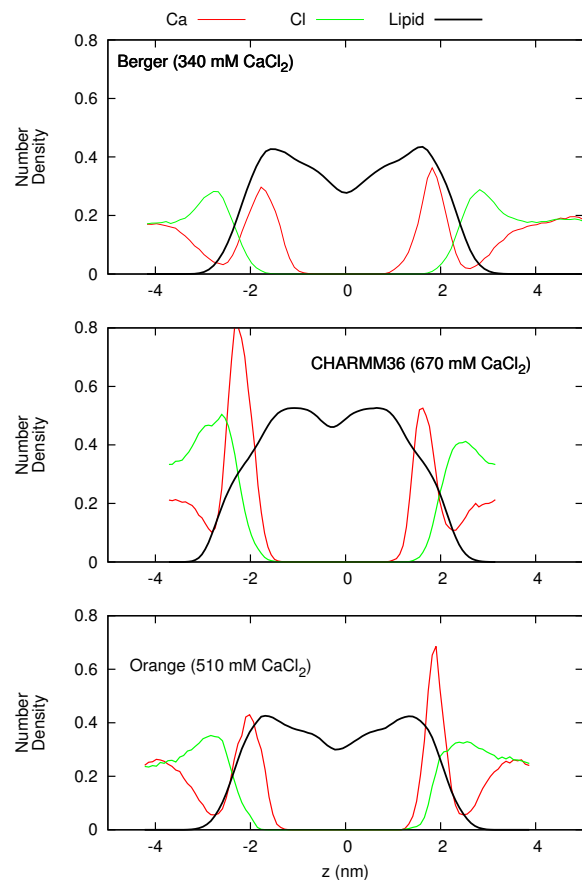 Ca Cl Lipid
Berger (340 mM CaCl2)
Number
Density
0.8
0.6
0.4
0.2
0
-4 -2 0 2 4
CHARMM36 (670 mM CaCl2)
Number
Density
0.8
0.6
0.4
0.2
0
-4 -2 0 2 4
Orange (510 mM CaCl2)
Number
Density
0.8
0.6
0.4
0.2
0
-4 -2 0 2 4
z (nm)